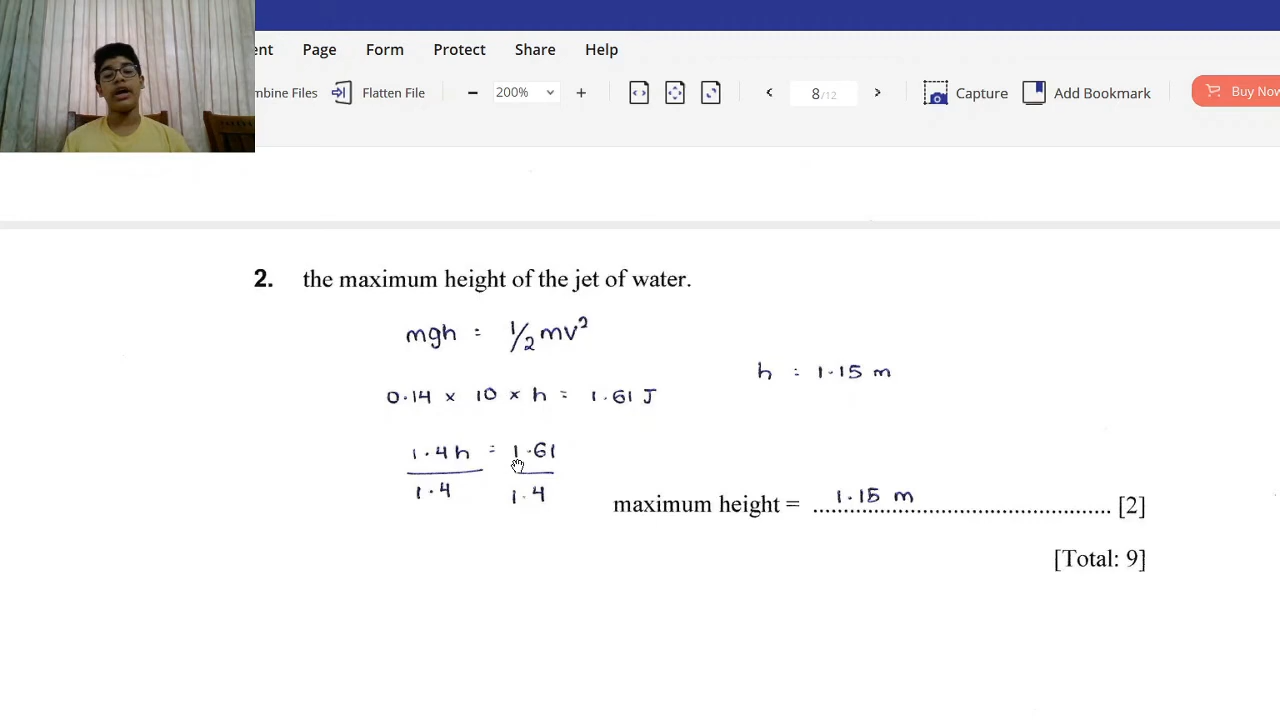 ent Page Form Protect Share Help
mbine Files Flatten File 200% 8/12 Capture Add Bookmark Buy Now
2. the maximum height of the jet of water.
mgh = 1/2 mv²
h = 1.15 m
0.14 × 10 × h = 1.61 J
1.4h = 1.61
1.4 1.4
maximum height = 1.15 m [2]
[Total: 9]